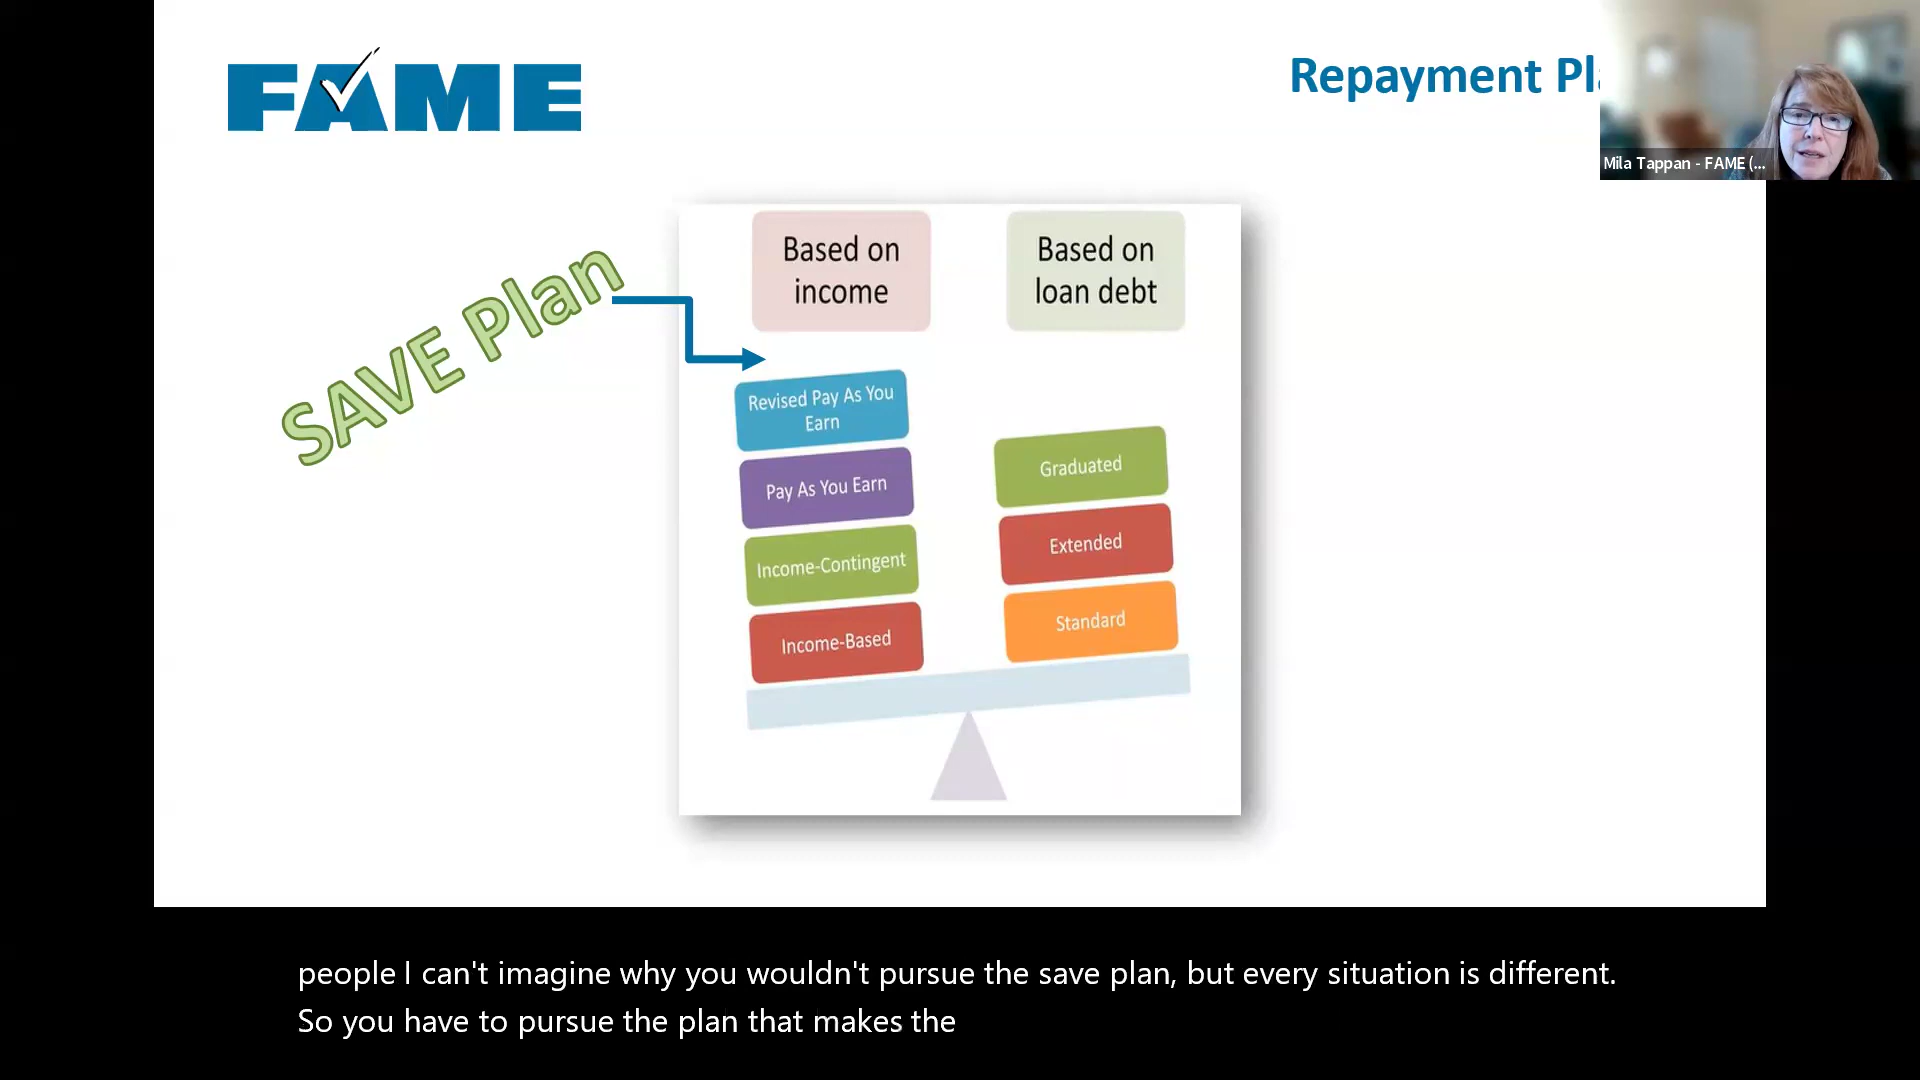 FAME
Repayment Pla
Mila Tappan - FAME (...
SAVE Plan
Based on
income
Based on
loan debt
Revised Pay As You
Earn
Pay As You Earn
Income-Contingent
Income-Based
Graduated
Extended
Standard
people I can't imagine why you wouldn't pursue the save plan, but every situation is different.
So you have to pursue the plan that makes the